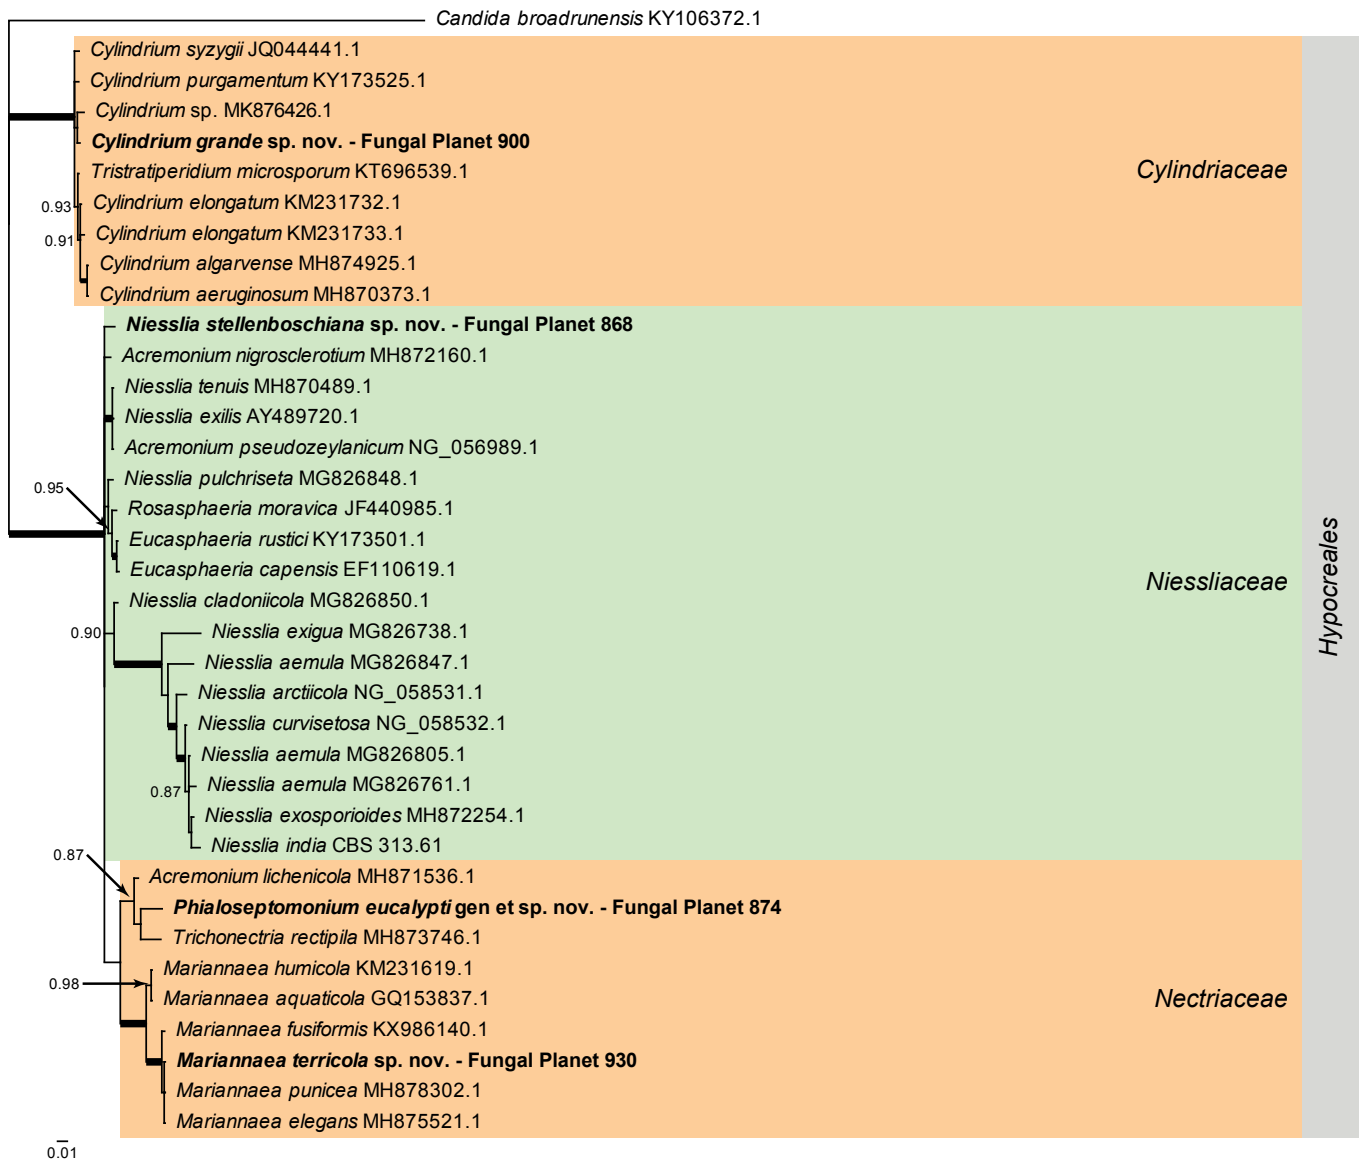 Candida broadrunensis KY106372.1
Cylindrium syzygii JQ044441.1
Cylindrium purgamentum KY173525.1
Cylindrium sp. MK876426.1
Cylindrium grande sp. nov. - Fungal Planet 900
Tristratiperidium microsporum KT696539.1
Cylindriaceae
0.93
Cylindrium elongatum KM231732.1
Cylindrium elongatum KM231733.1
0.91
Cylindrium algarvense MH874925.1
Cylindrium aeruginosum MH870373.1
Niesslia stellenboschiana sp. nov. - Fungal Planet 868
Acremonium nigrosclerotium MH872160.1
Niesslia tenuis MH870489.1
Niesslia exilis AY489720.1
Acremonium pseudozeylanicum NG_056989.1
Niesslia pulchriseta MG826848.1
0.95
Rosasphaeria moravica JF440985.1
Eucasphaeria rustici KY173501.1
Eucasphaeria capensis EF110619.1
Niessliaceae
Hypocreales
Niesslia cladoniicola MG826850.1
0.90
Niesslia exigua MG826738.1
Niesslia aemula MG826847.1
Niesslia arctiicola NG_058531.1
Niesslia curvisetosa NG_058532.1
Niesslia aemula MG826805.1
Niesslia aemula MG826761.1
0.87
Niesslia exosporioides MH872254.1
Niesslia india CBS 313.61
0.87
Acremonium lichenicola MH871536.1
Phialoseptomonium eucalypti gen et sp. nov. - Fungal Planet 874
Trichonectria rectipila MH873746.1
Mariannaea humicola KM231619.1
0.98
Mariannaea aquaticola GQ153837.1
Nectriaceae
Mariannaea fusiformis KX986140.1
Mariannaea terricola sp. nov. - Fungal Planet 930
Mariannaea punicea MH878302.1
Mariannaea elegans MH875521.1
0.01